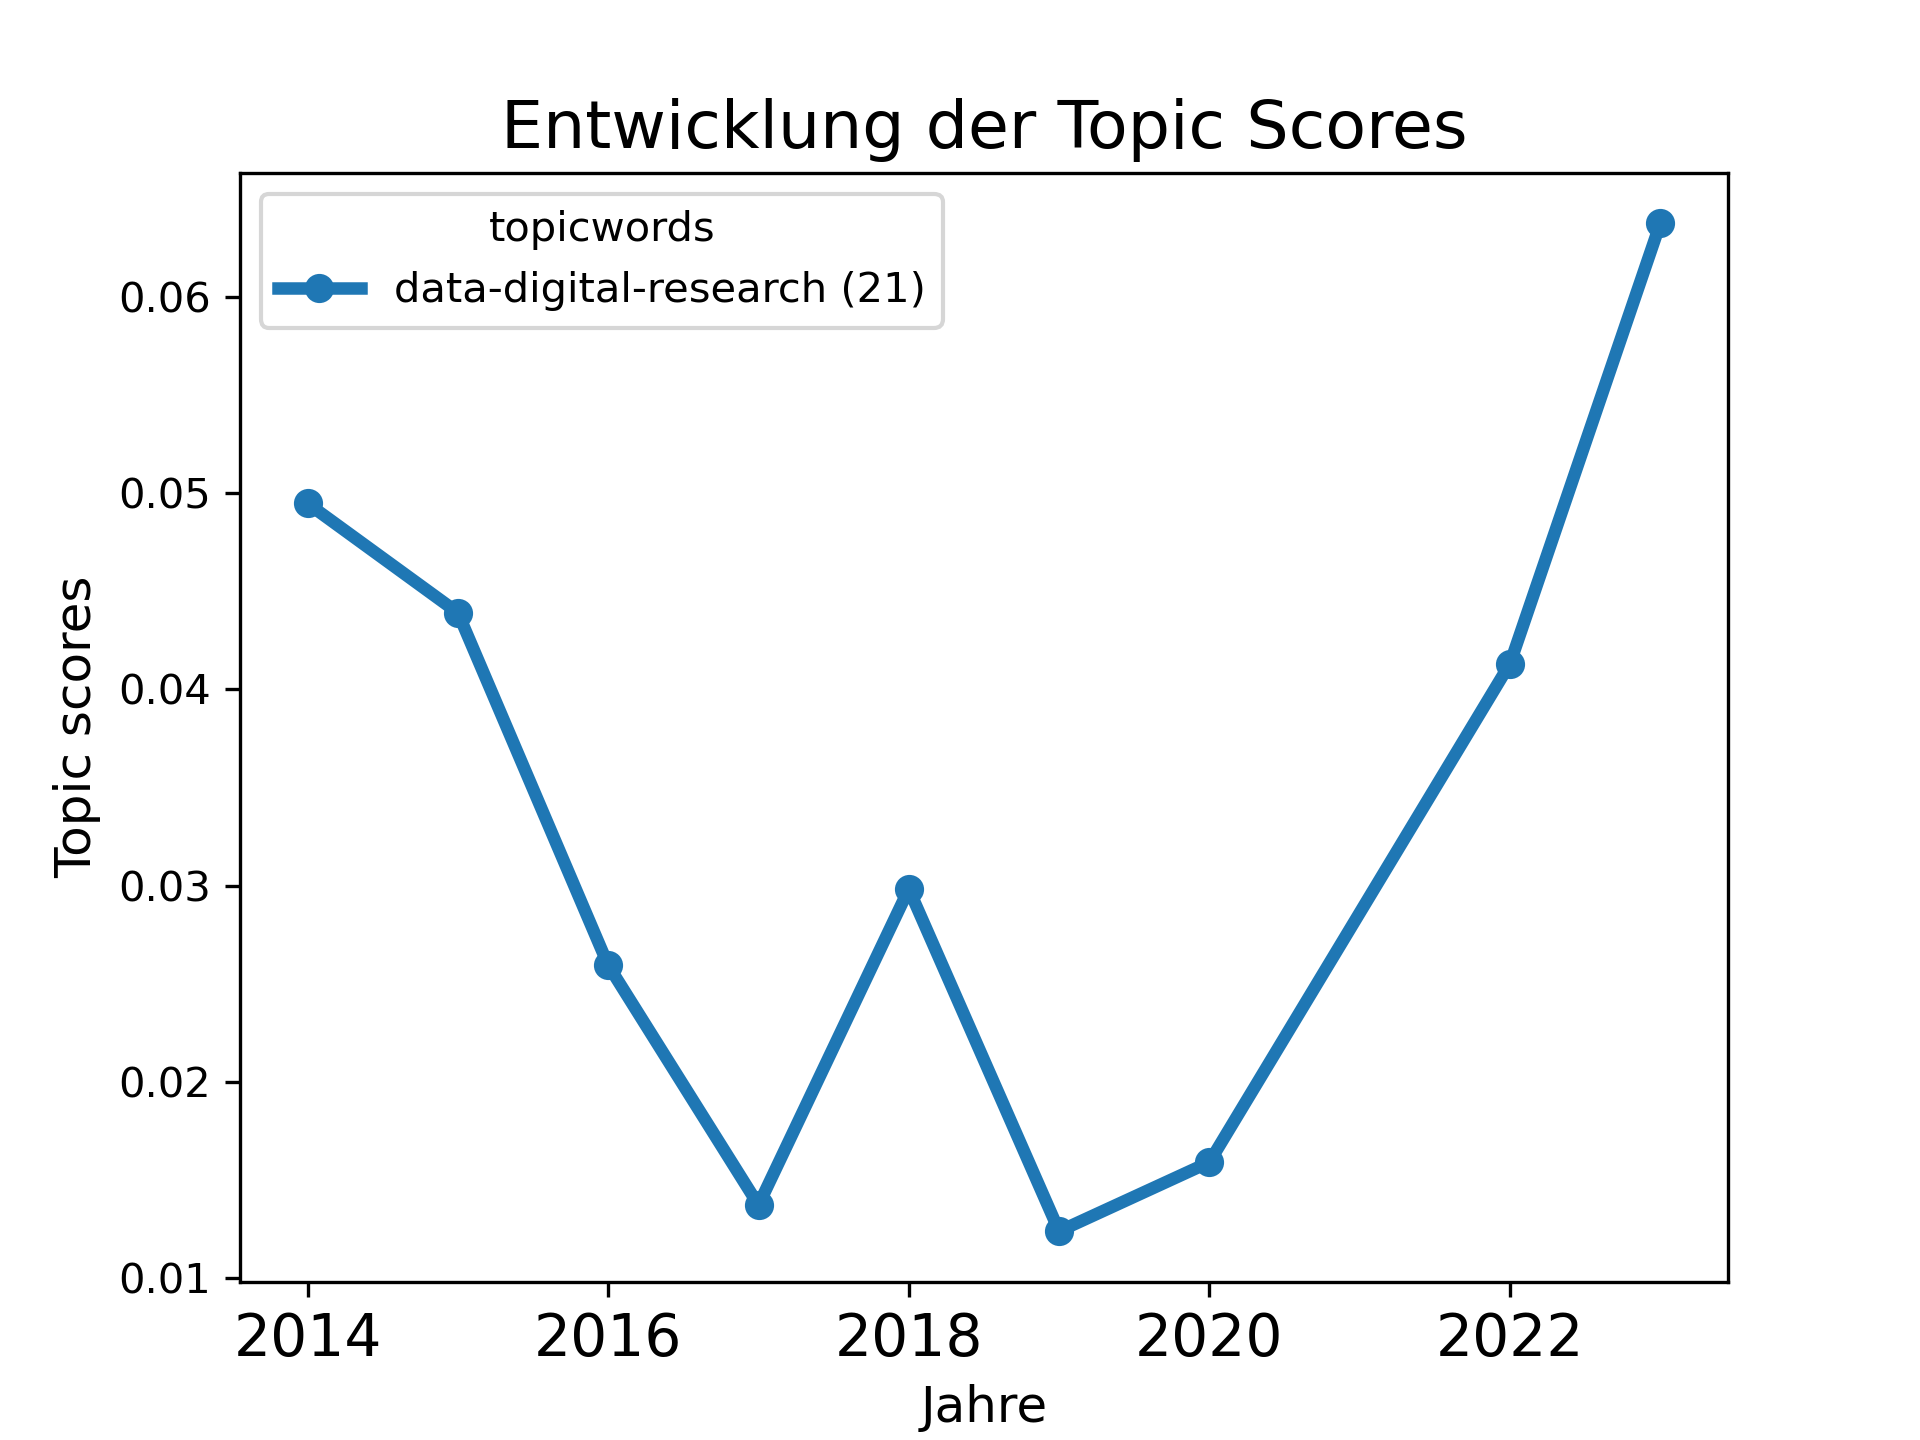 Entwicklung der Topic Scores
topicwords
data-digital-research (21)
Topic scores
0.06
0.05
0.04
0.03
0.02
0.01
2014 2016 2018 2020 2022
Jahre